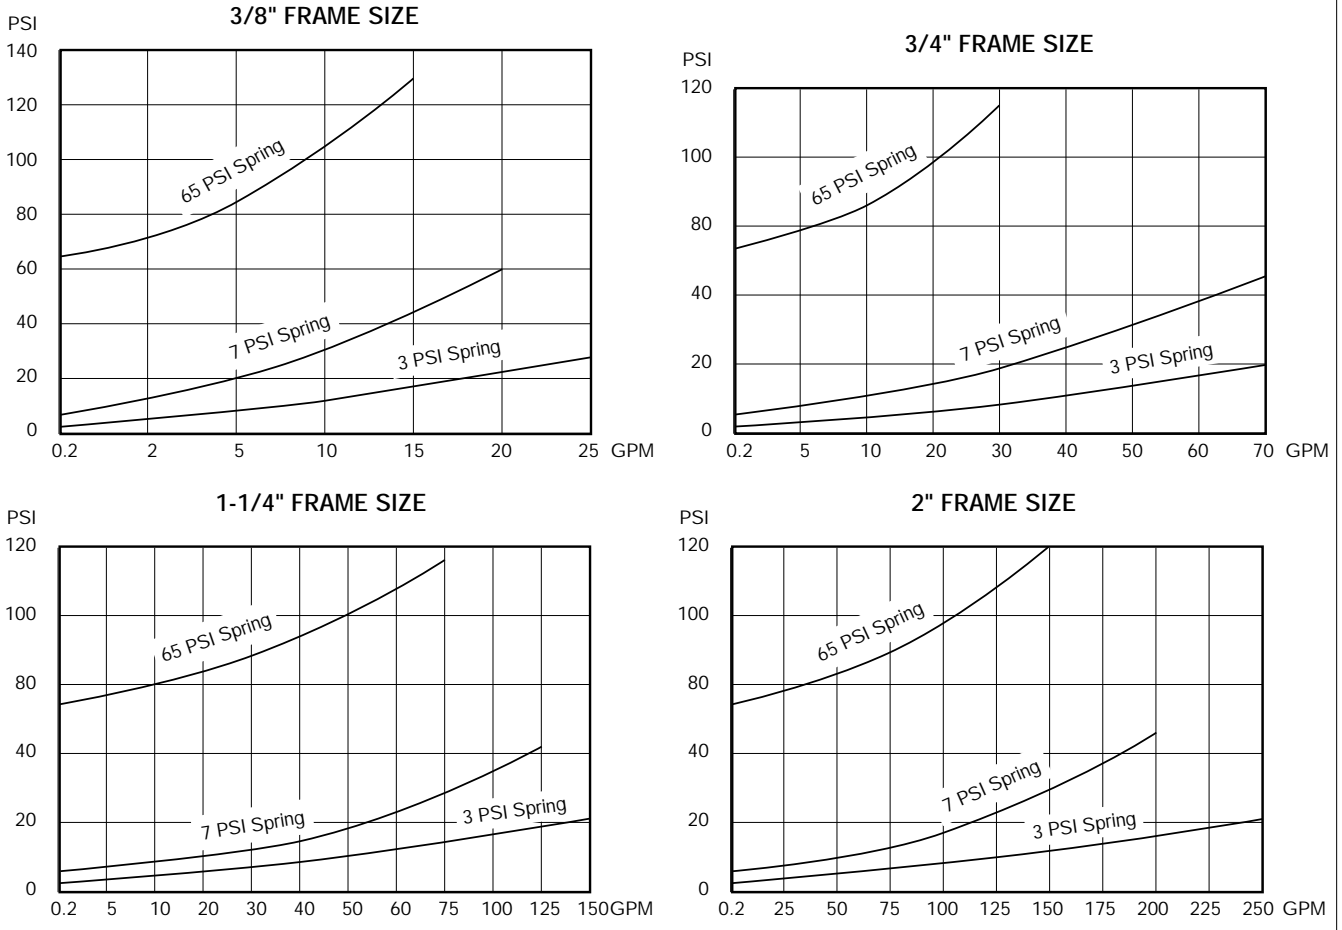 3/8" FRAME SIZE
PSI
140
120
100
80
60
40
20
0
65 PSI Spring
7 PSI Spring
3 PSI Spring
0.2 2 5 10 15 20 25 GPM
3/4" FRAME SIZE
PSI
120
100
80
40
20
0
65 PSI Spring
7 PSI Spring
3 PSI Spring
0.2 5 10 20 30 40 50 60 70 GPM
1-1/4" FRAME SIZE
PSI
120
100
80
40
20
0
65 PSI Spring
7 PSI Spring
3 PSI Spring
0.2 5 10 20 30 40 50 60 75 100 125 150GPM
2" FRAME SIZE
PSI
120
100
80
40
20
0
65 PSI Spring
7 PSI Spring
3 PSI Spring
0.2 25 50 75 100 125 150 175 200 225 250 GPM